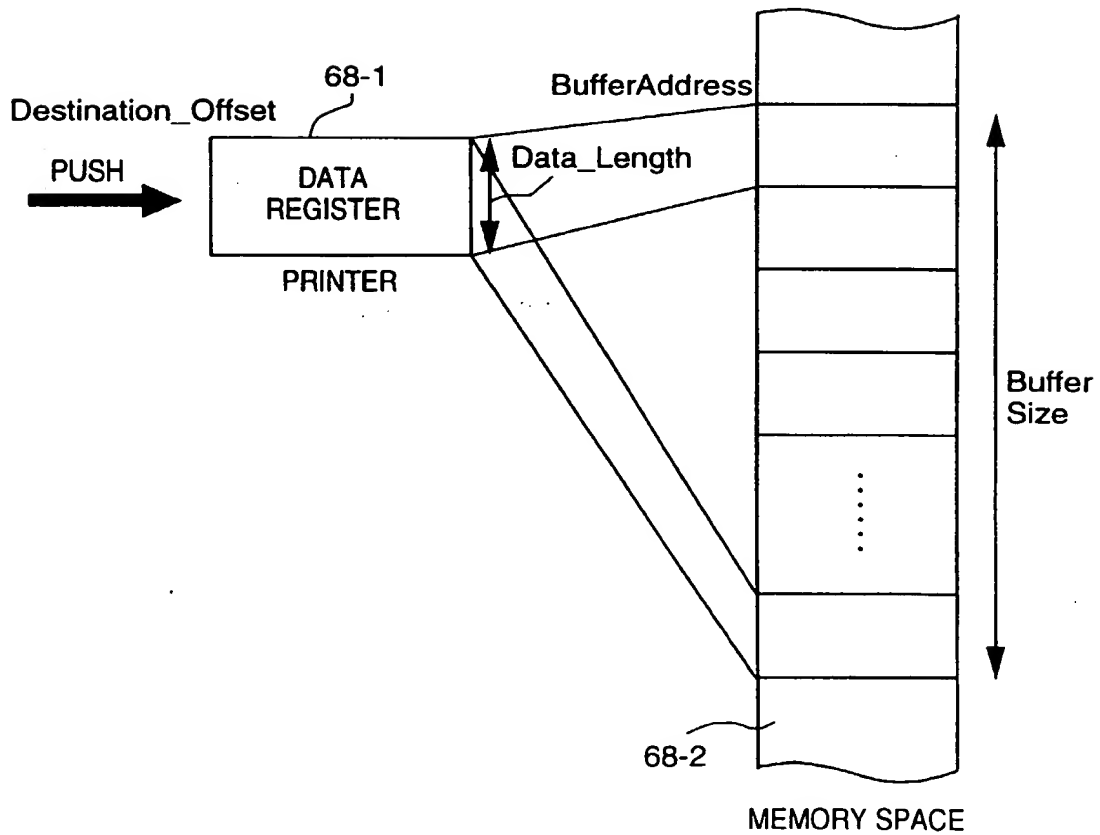 68-1
BufferAddress
Destination_Offset
PUSH
DATA
REGISTER
Data_Length
PRINTER
Buffer
Size
68-2
MEMORY SPACE